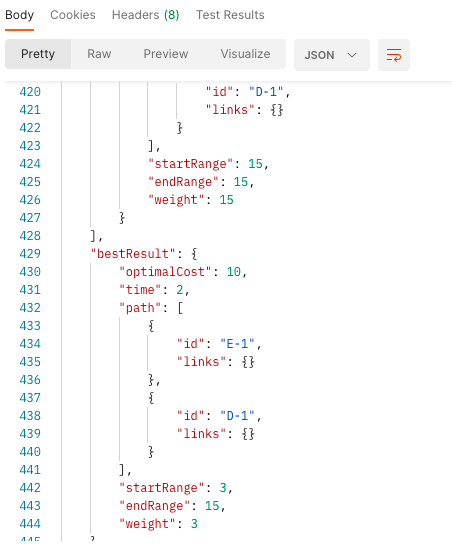 Body Cookies Headers (8) Test Results
Pretty Raw Preview Visualize JSON
420 "id": "D-1",
421 "links": {}
422 }
423 ],
424 "startRange": 15,
425 "endRange": 15,
426 "weight": 15
427 }
428 ],
429 "bestResult": {
430 "optimalCost": 10,
431 "time": 2,
432 "path": [
433 {
434 "id": "E-1",
435 "links": {}
436 },
437 {
438 "id": "D-1",
439 "links": {}
440 }
441 ],
442 "startRange": 3,
443 "endRange": 15,
444 "weight": 3